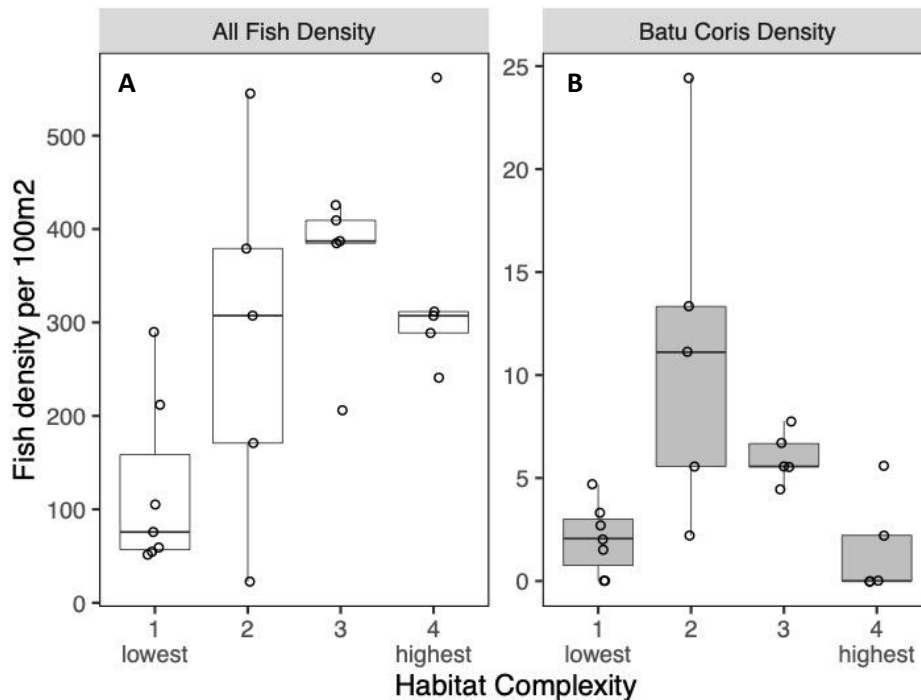 All Fish Density
Batu Coris Density
A
B
Fish density per 100m2
500
400
300
200
100
0
25
20
15
10
5
0
1
lowest
2
3
4
highest
1
lowest
2
3
4
highest
Habitat Complexity